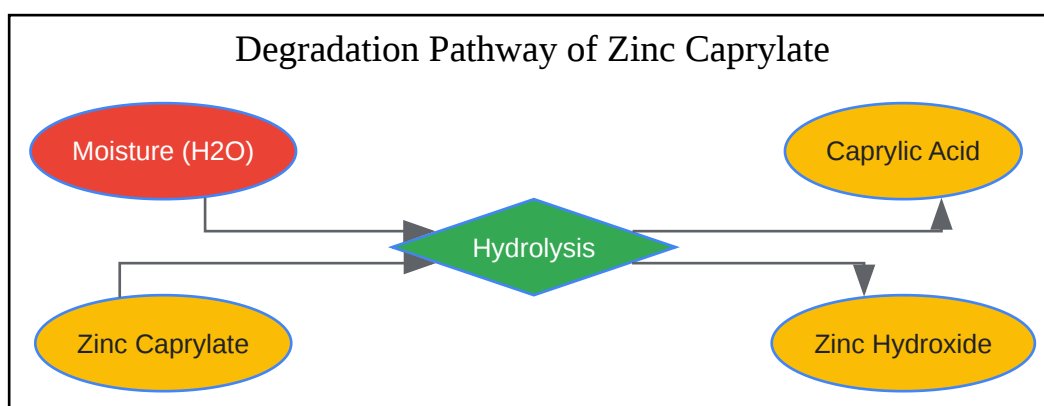 Degradation Pathway of Zinc Caprylate
Moisture (H2O)
Caprylic Acid
Hydrolysis
Zinc Caprylate
Zinc Hydroxide